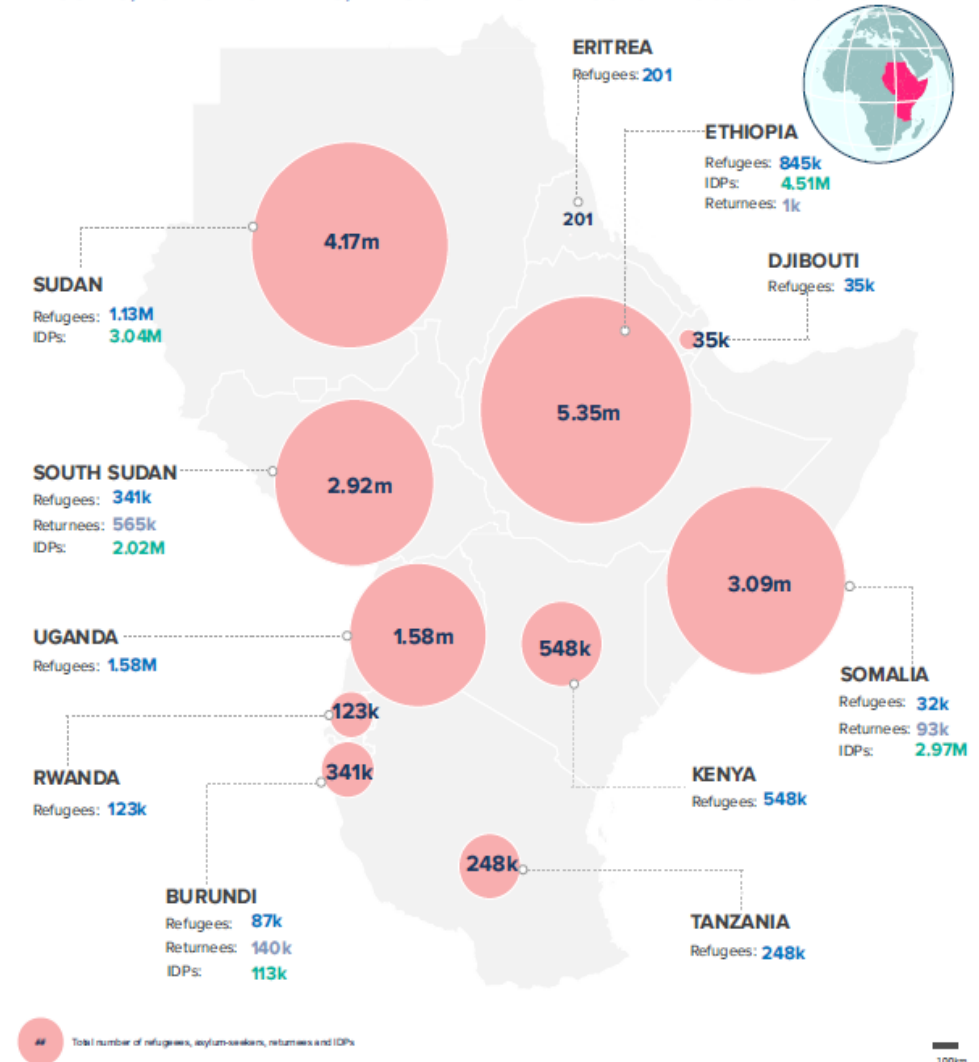 ERITREA
Refugees: 201
ETHIOPIA
Refugees: 845k
IDPs: 4.51M
Returnees: 1k
201
4.17m
DJIBOUTI
Refugees: 35k
SUDAN
Refugees: 1.13M
IDPs: 3.04M
35k
5.35m
SOUTH SUDAN
Refugees: 341k
Returnees: 565k
IDPs: 2.02M
2.92m
3.09m
UGANDA
Refugees: 1.58M
1.58m
548k
SOMALIA
Refugees: 32k
Returnees: 93k
IDPs: 2.97M
123k
RWANDA
Refugees: 123k
341k
KENYA
Refugees: 548k
248k
BURUNDI
Refugees: 87k
Returnees: 140k
IDPs: 113k
TANZANIA
Refugees: 248k
## Total number of refugeees, asylum-seekers, returnees and IDPs
100km